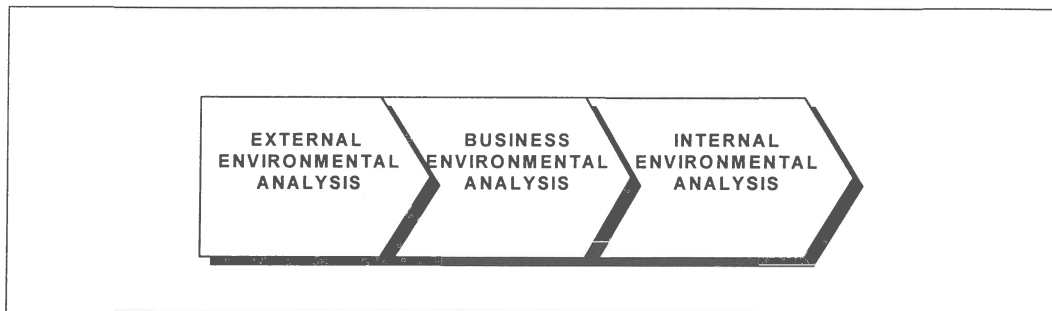 EXTERNAL
ENVIRONMENTAL
ANALYSIS
BUSINESS
ENVIRONMENTAL
ANALYSIS
INTERNAL
ENVIRONMENTAL
ANALYSIS